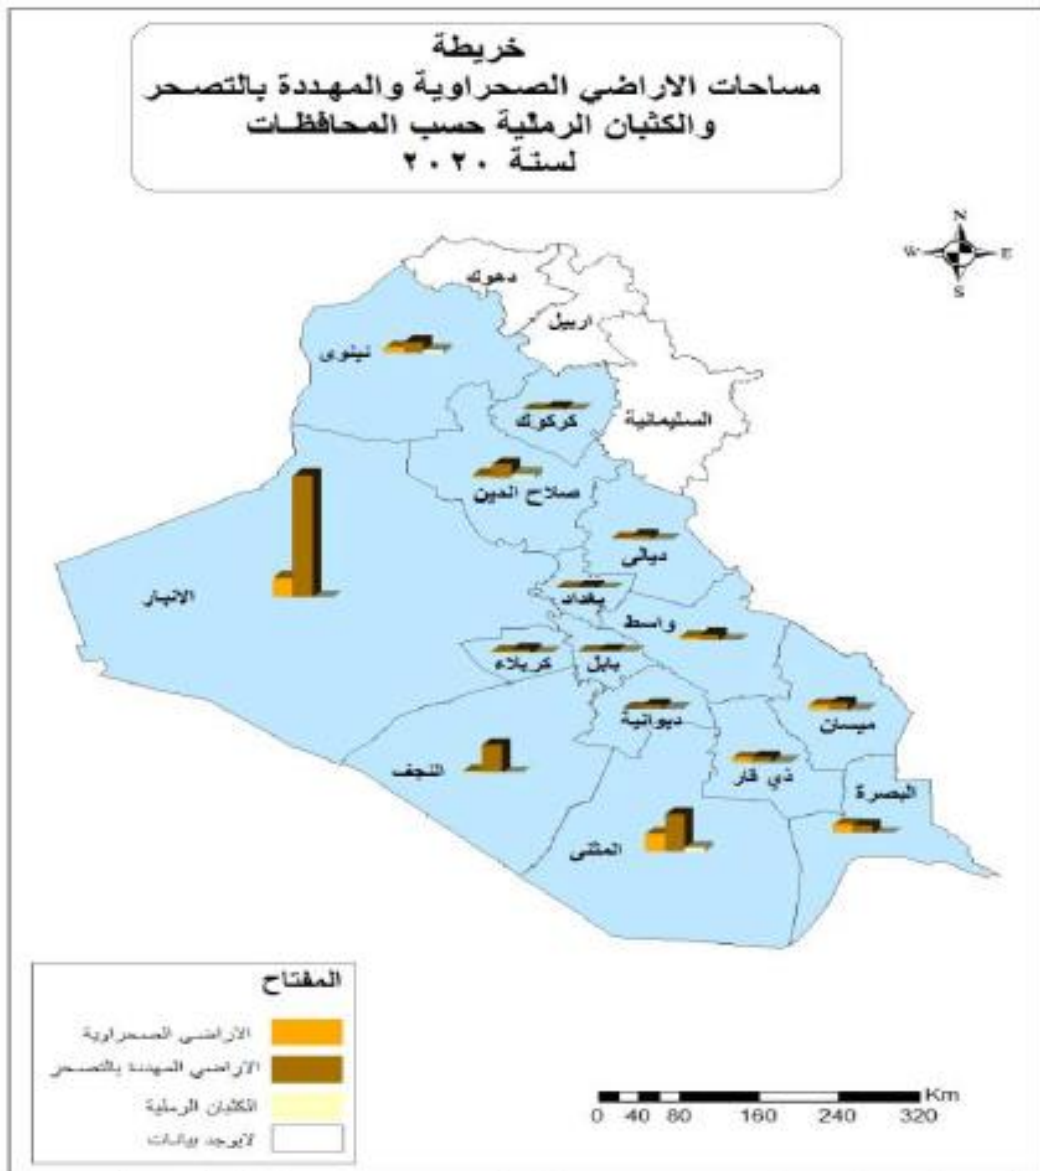 خريطة
مساحات الاراضي الصحراوية والمهددة بالتصحر
والكثبان الرملية حسب المحافظات
لسنة ٢٠٢٠
N
W
E
S
دهوك
اربيل
نينوى
كركوك
السليمانية
صلاح الدين
ديالى
بغداد
الانبار
واسط
كربلاء
بابل
ديوانية
ميسان
النجف
ذي قار
البصرة
المثنى
المفتاح
الاراضي الصحراوية
الاراضي المهددة بالتصحر
الكثبان الرملية
لايوجد بيانات
Km
0 40 80 160 240 320